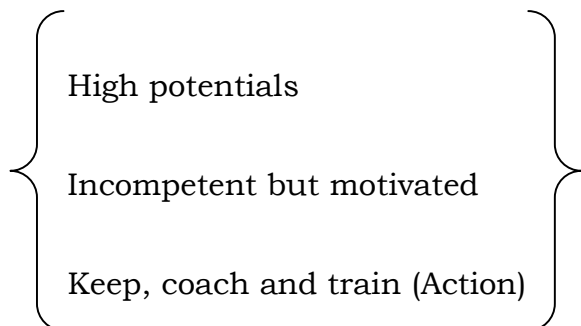 High potentials
Incompetent but motivated
Keep, coach and train (Action)